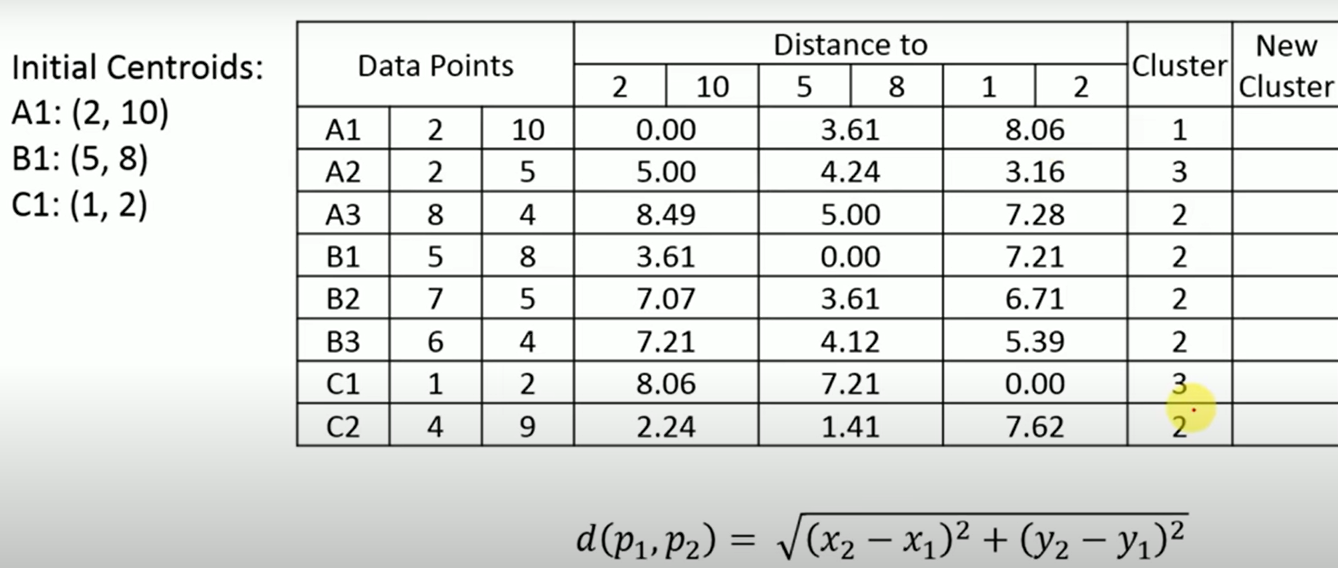 Initial Centroids:
A1: (2, 10)
B1: (5, 8)
C1: (1, 2)
Data Points Distance to Cluster New Cluster
2 10 5 8 1 2
A1 2 10 0.00 3.61 8.06 1
A2 2 5 5.00 4.24 3.16 3
A3 8 4 8.49 5.00 7.28 2
B1 5 8 3.61 0.00 7.21 2
B2 7 5 7.07 3.61 6.71 2
B3 6 4 7.21 4.12 5.39 2
C1 1 2 8.06 7.21 0.00 3
C2 4 9 2.24 1.41 7.62 2
d(p₁, p₂) = √(x₂ − x₁)² + (y₂ − y₁)²